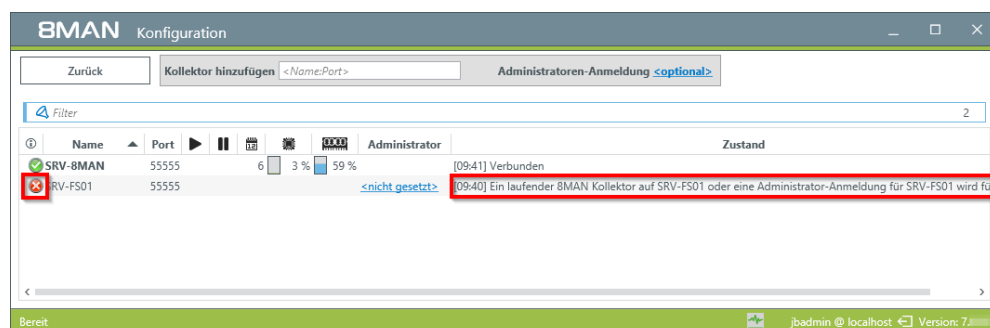 8MAN Konfiguration
Zurück Kollektor hinzufügen <Name:Port> Administratoren-Anmeldung <optional>
Filter 2
Name Port Administrator Zustand
SRV-8MAN 55555 6 3 % 59 % [09:41] Verbunden
SRV-FS01 55555 <nicht gesetzt> [09:40] Ein laufender 8MAN Kollektor auf SRV-FS01 oder eine Administrator-Anmeldung für SRV-FS01 wird fü
Bereit jbadmin @ localhost Version: 7.